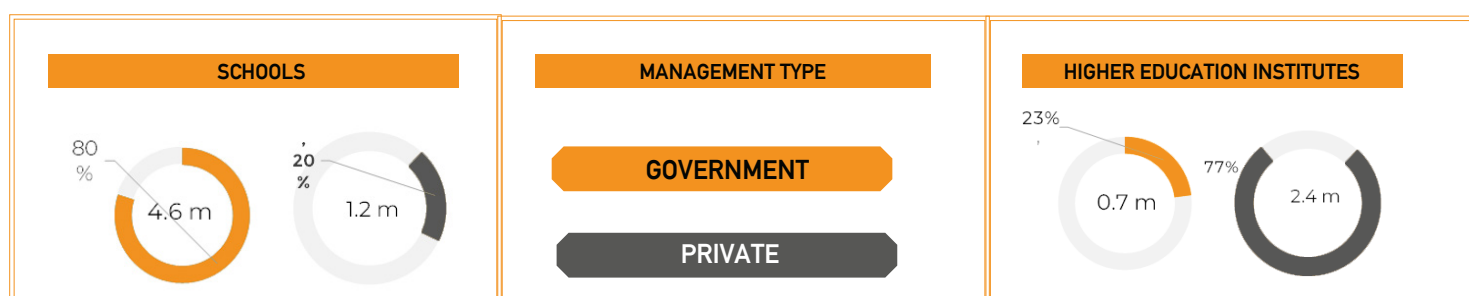 SCHOOLS
80
%
4.6 m
,
20
%
1.2 m
MANAGEMENT TYPE
GOVERNMENT
PRIVATE
HIGHER EDUCATION INSTITUTES
23%
,
0.7 m
77%
2.4 m